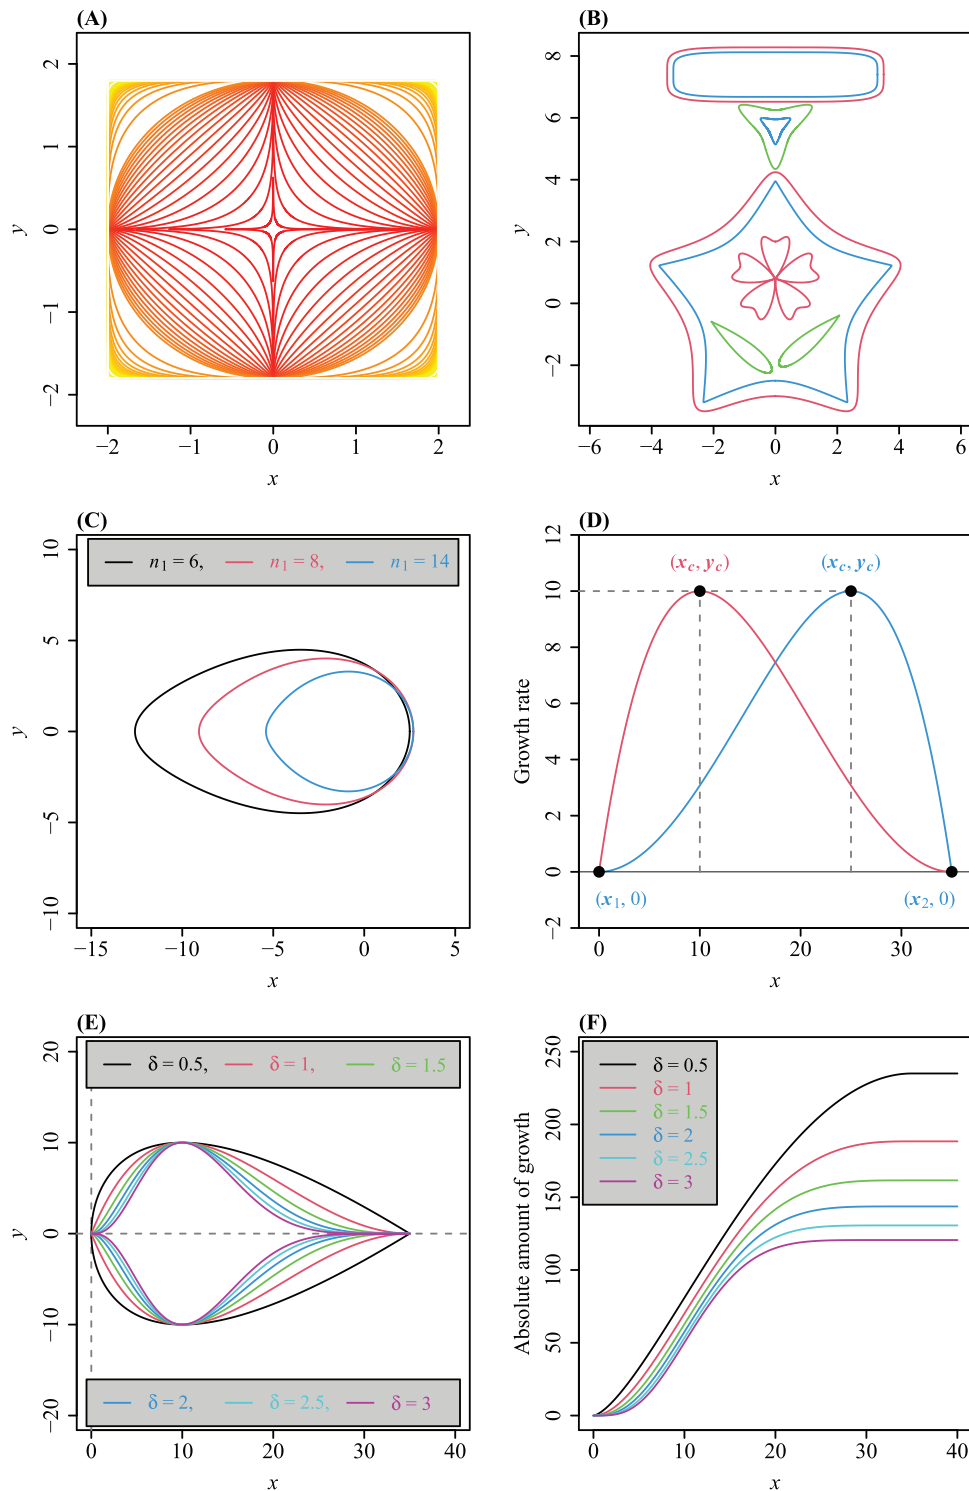 (A)
2
1
0
−1
−2
y
−2
−1
0
1
2
x
(B)
8
6
4
2
0
−2
y
−6
−4
−2
0
2
4
6
x
(C)
n1 = 6, n1 = 8, n1 = 14
10
5
0
−5
−10
y
−15
−10
−5
0
5
x
(D)
12
10
8
6
4
2
0
−2
Growth rate
(xc, yc)
(xc, yc)
(x1, 0)
(x2, 0)
0
10
20
30
x
(E)
δ = 0.5, δ = 1, δ = 1.5
20
10
0
−10
−20
y
δ = 2, δ = 2.5, δ = 3
0
10
20
30
40
x
(F)
δ = 0.5
δ = 1
δ = 1.5
δ = 2
δ = 2.5
δ = 3
250
200
150
100
50
0
Absolute amount of growth
0
10
20
30
40
x